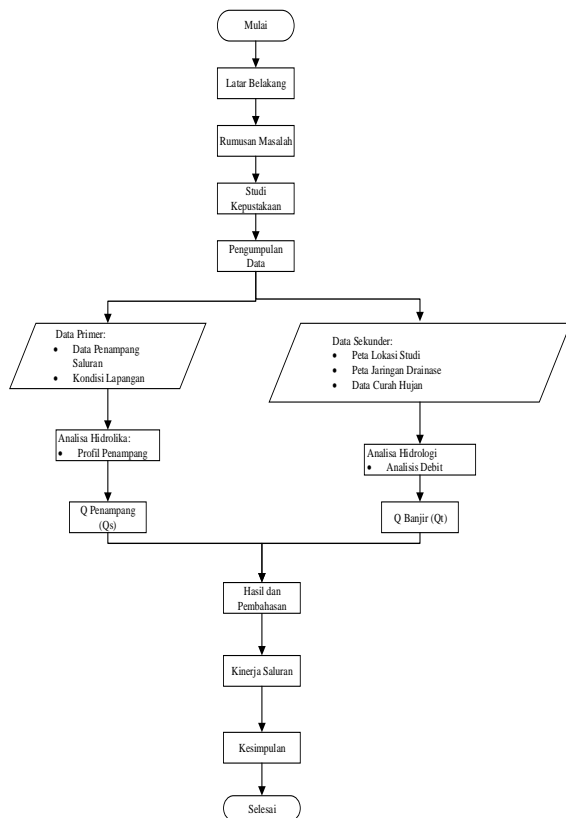 Mulai
Latar Belakang
Rumusan Masalah
Studi
Kepustakaan
Pengumpulan
Data
Data Primer:
• Data Penampang
Saluran
• Kondisi Lapangan
Data Sekunder:
• Peta Lokasi Studi
• Peta Jaringan Drainase
• Data Curah Hujan
Analisa Hidrolika:
• Profil Penampang
Analisa Hidrologi
• Analisis Debit
Q Penampang
(Qs)
Q Banjir (Qt)
Hasil dan
Pembahasan
Kinerja Saluran
Kesimpulan
Selesai